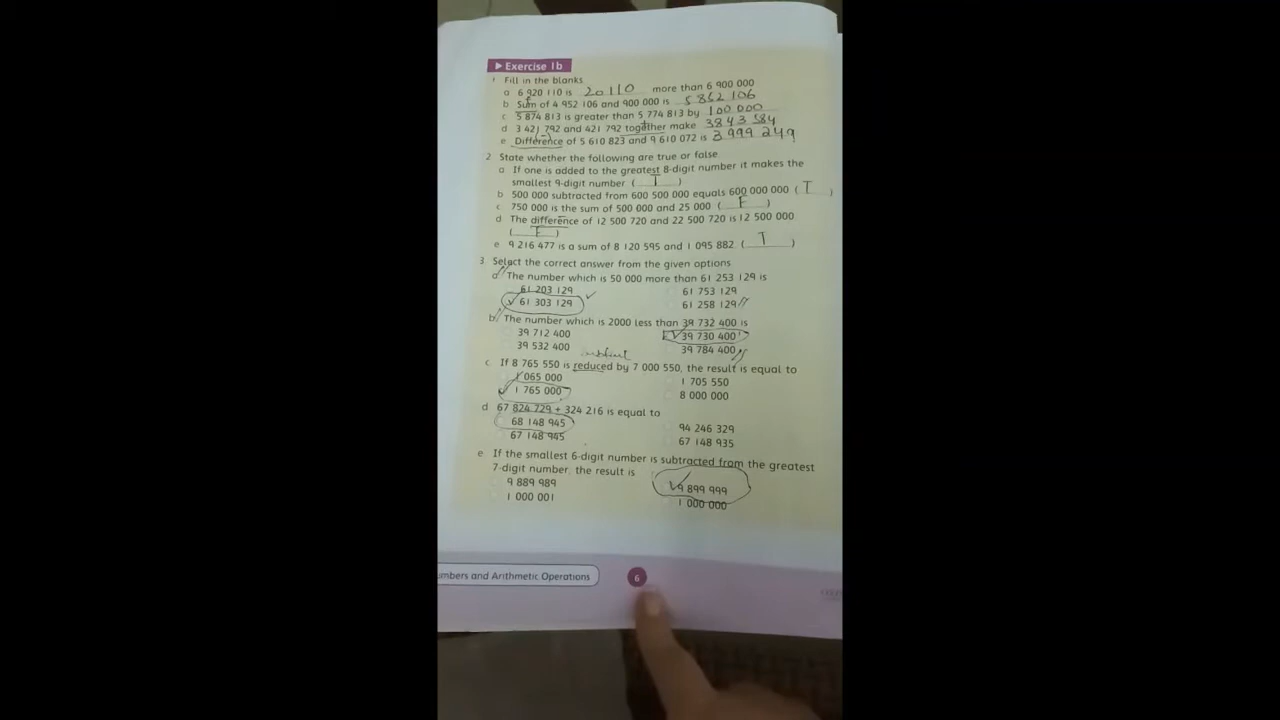 Exercise 1b
1 Fill in the blanks
a 6 920 110 is 20110 more than 6 900 000
b Sum of 4 952 106 and 900 000 is 5 852 106
c 5 874 813 is greater than 5 774 813 by 100 000
d 3 421 792 and 421 792 together make 3843 584
e Difference of 5 610 823 and 9 610 072 is 3 999 249
2 State whether the following are true or false
a If one is added to the greatest 8-digit number it makes the
smallest 9-digit number ( T )
b 500 000 subtracted from 600 500 000 equals 600 000 000 ( T )
c 750 000 is the sum of 500 000 and 25 000 ( F )
d The difference of 12 500 720 and 22 500 720 is 12 500 000
( F )
e 9 216 477 is a sum of 8 120 595 and 1 095 882 ( T )
3 Select the correct answer from the given options
a The number which is 50 000 more than 61 253 129 is
61 203 129 61 753 129
61 303 129 61 258 129
b The number which is 2000 less than 39 732 400 is
39 712 400 39 730 400
39 532 400 39 784 400
c If 8 765 550 is reduced by 7 000 550, the result is equal to
1 065 000 1 705 550
1 765 000 8 000 000
d 67 824 729 + 324 216 is equal to
68 148 945 94 246 329
67 148 945 67 148 935
e If the smallest 6-digit number is subtracted from the greatest
7-digit number, the result is
9 889 989 9 899 999
1 000 001 1 000 000
umbers and Arithmetic Operations 6